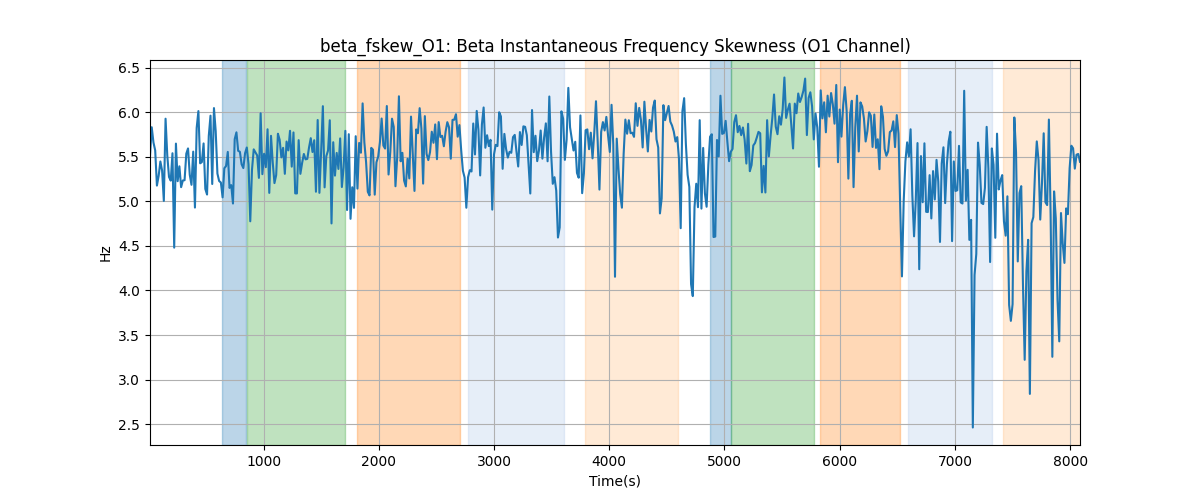 beta_fskew_O1: Beta Instantaneous Frequency Skewness (O1 Channel)
6.5
6.0
5.5
5.0
4.5
4.0
3.5
3.0
2.5
Hz
1000 2000 3000 4000 5000 6000 7000 8000
Time(s)